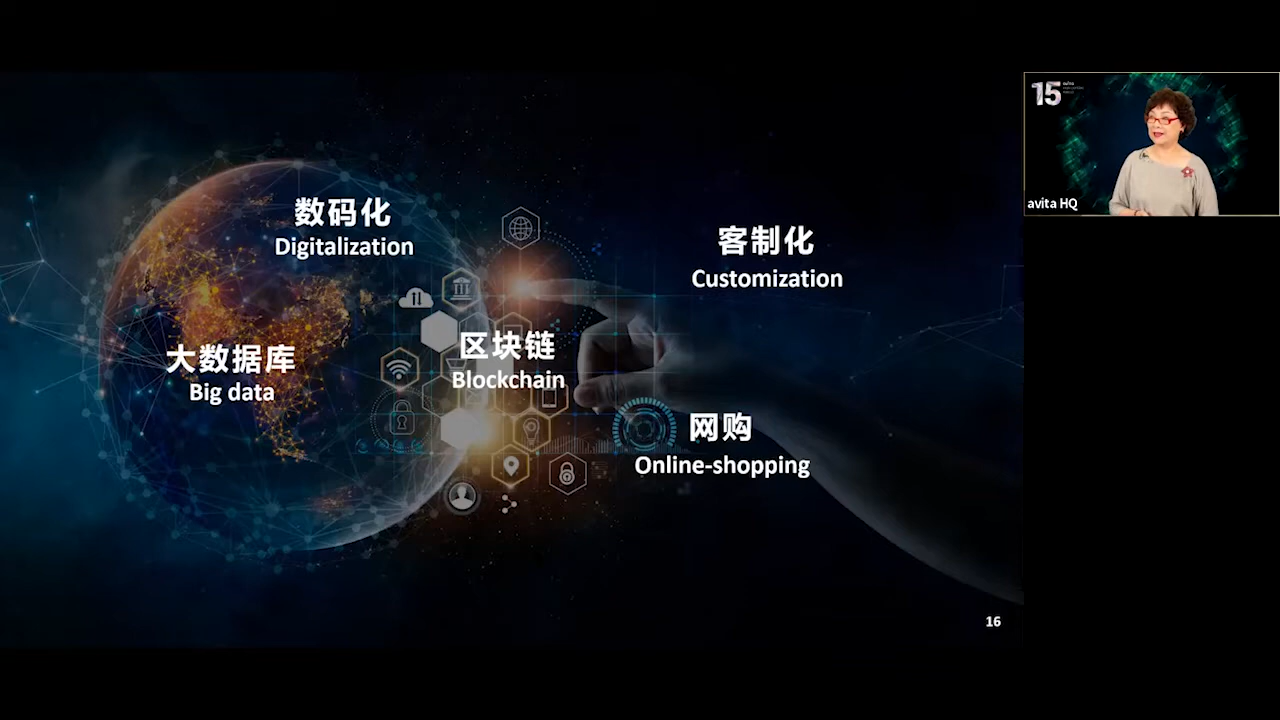 数码化
Digitalization
客制化
Customization
大数据库
Big data
区块链
Blockchain
网购
Online-shopping
16
15
avita HQ